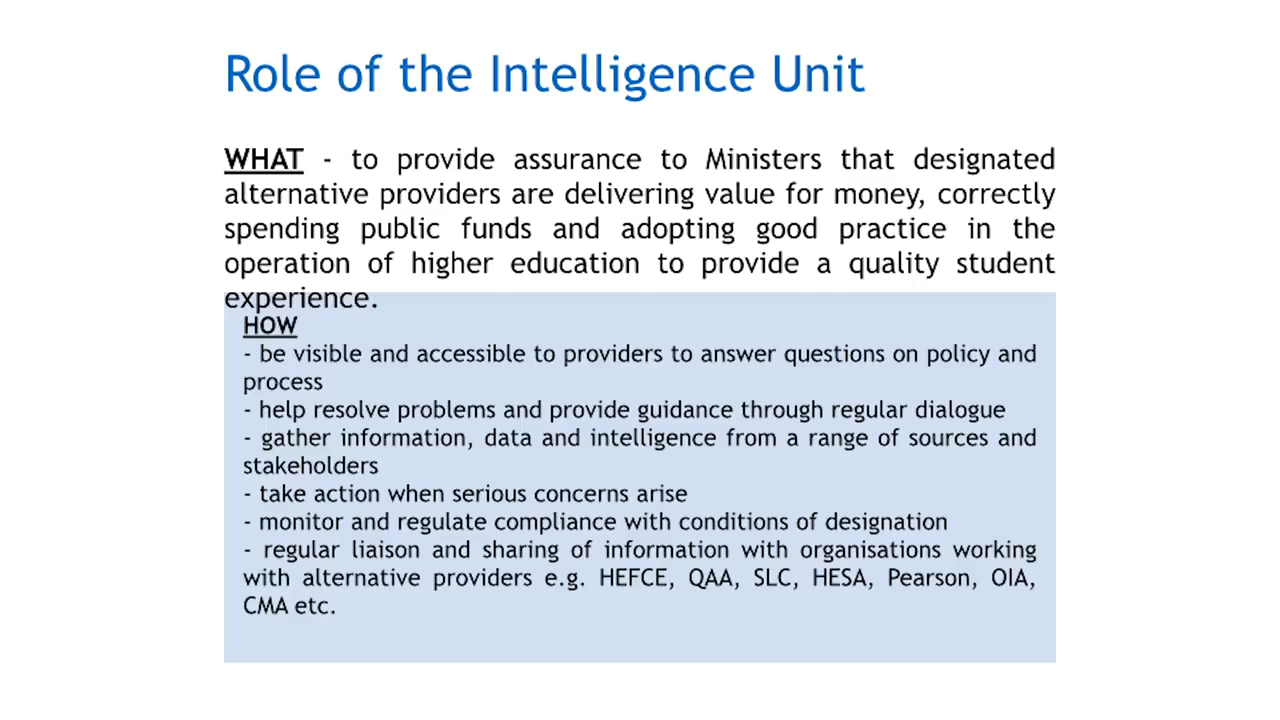 Role of the Intelligence Unit
WHAT - to provide assurance to Ministers that designated
alternative providers are delivering value for money, correctly
spending public funds and adopting good practice in the
operation of higher education to provide a quality student
experience.
HOW
- be visible and accessible to providers to answer questions on policy and
process
- help resolve problems and provide guidance through regular dialogue
- gather information, data and intelligence from a range of sources and
stakeholders
- take action when serious concerns arise
- monitor and regulate compliance with conditions of designation
- regular liaison and sharing of information with organisations working
with alternative providers e.g. HEFCE, QAA, SLC, HESA, Pearson, OIA,
CMA etc.